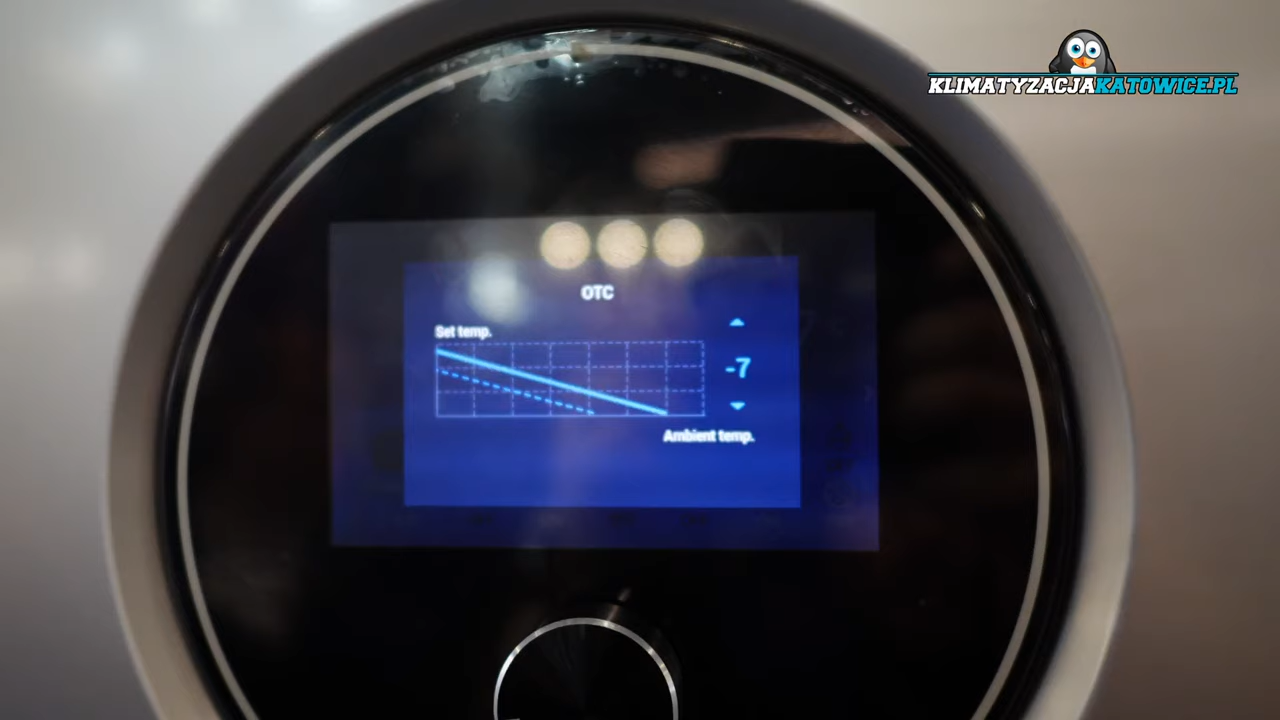 KLIMATYZACJAKATOWICE.PL
OTC
Set temp.
-7
Ambient temp.